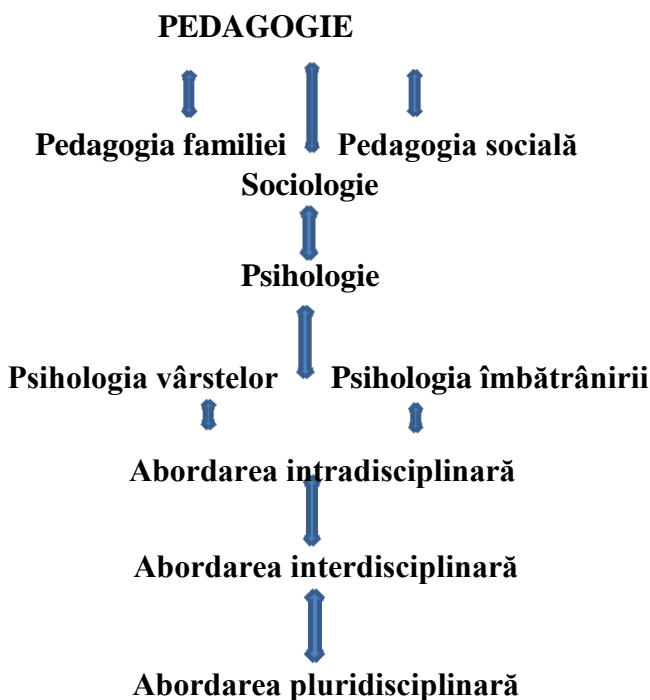 PEDAGOGIE
Pedagogia familiei Pedagogia socială
Sociologie
Psihologie
Psihologia vârstelor Psihologia îmbătrânirii
Abordarea intradisciplinară
Abordarea interdisciplinară
Abordarea pluridisciplinară